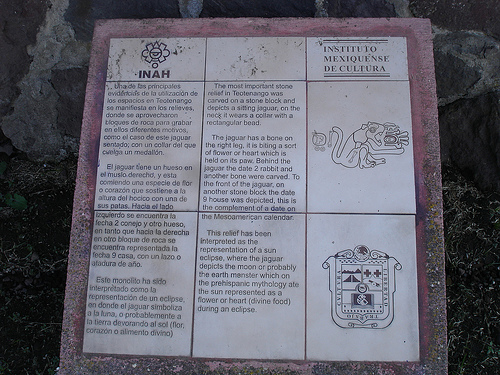 INAH
INSTITUTO
MEXIQUENSE
DE CULTURA
Una de las principales
evidencias de la utilización de
los espacios en Teotenango
se manifiesta en los relieves,
donde se aprovecharon
bloques de roca para grabar
en ellos diferentes motivos,
como el caso de este jaguar
sentado; con un collar del que
cuelga un medallón.
El jaguar tiene un hueso en
el muslo derecho, y esta
comiendo una especie de flor
o corazón que sostiene a la
altura del hocico con una de
sus patas. Hacia el lado
izquierdo se encuentra la
fecha 2 conejo y otro hueso,
en tanto que hacia la derecha
en otro bloque de roca se
encuentra representada la
fecha 9 casa, con un lazo o
atadura de año.
Este monolito ha sido
interpretado como la
representación de un eclipse,
en donde el jaguar simboliza
a la luna, o probablemente a
la tierra devorando al sol (flor,
corazón o alimento divino)
The most important stone
relief in Teotenango was
carved on a stone block and
depicts a sitting jaguar, on the
neck it wears a collar with a
rectangular bead.
The jaguar has a bone on
the right leg, it is biting a sort
of flower or heart which is
held on its paw. Behind the
jaguar the date 2 rabbit and
another bone were carved. To
the front of the jaguar, on
another stone block the date
9 house was depicted, this is
the complement of a date on
the Mesoamerican calendar.
This relief has been
interpreted as the
representation of a sun
eclipse, where the jaguar
depicts the moon or probably
the earth manster which on
the prehispanic mythology ate
the sun represented as a
flower or heart (divine food)
during an eclipse.